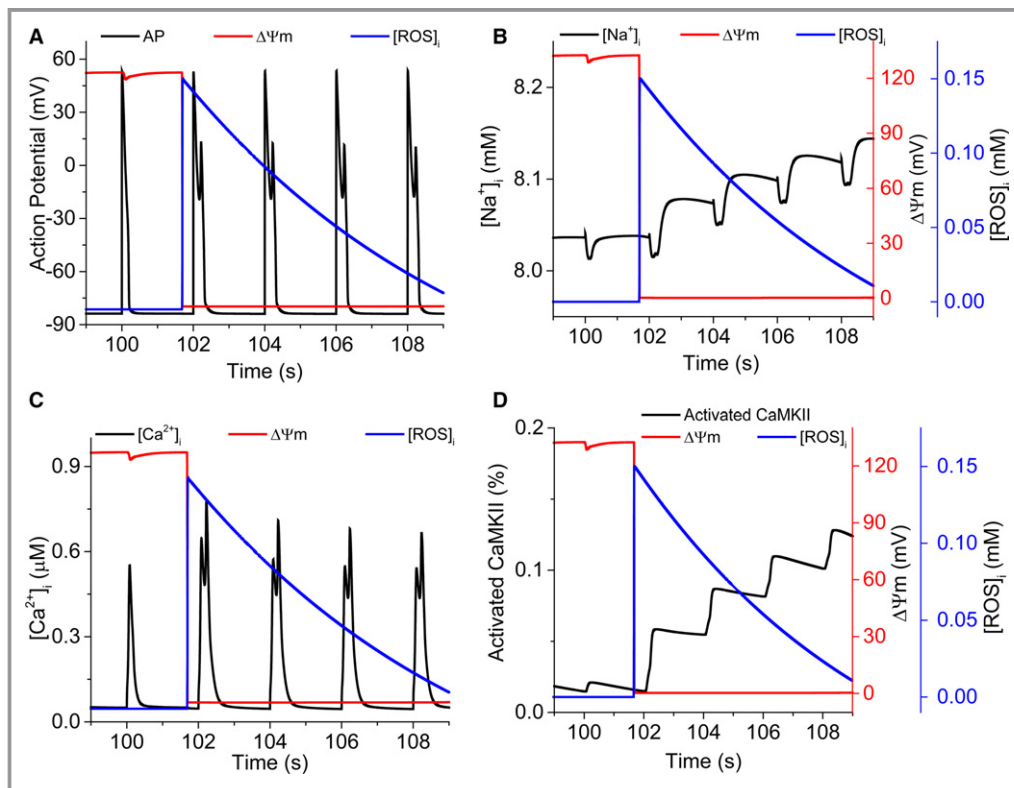 A
AP
ΔΨm
[ROS]i
Action Potential (mV)
60
30
0
-30
-60
-90
100
102
104
106
108
Time (s)
B
[Na⁺]i
ΔΨm
[ROS]i
[Na⁺]i (mM)
8.2
8.1
8.0
100
102
104
106
108
Time (s)
120
90
60
30
0
ΔΨm (mV)
0.15
0.10
0.05
0.00
[ROS]i (mM)
C
[Ca²⁺]i
ΔΨm
[ROS]i
[Ca²⁺]i (μM)
0.9
0.6
0.3
0.0
100
102
104
106
108
Time (s)
D
Activated CaMKII
ΔΨm
[ROS]i
Activated CaMKII (%)
0.2
0.1
0.0
100
102
104
106
108
Time (s)
120
90
60
30
0
ΔΨm (mV)
0.15
0.10
0.05
0.00
[ROS]i (mM)